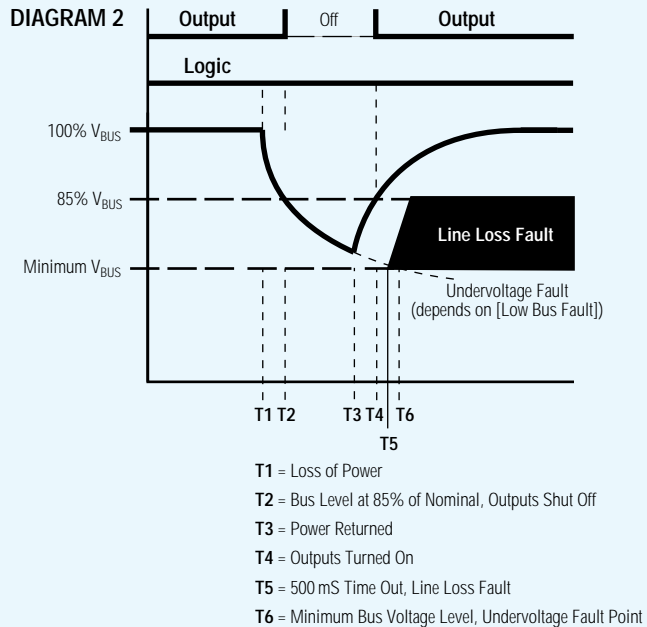 DIAGRAM 2
Output Off Output
Logic
100% VBUS
85% VBUS
Line Loss Fault
Minimum VBUS
Undervoltage Fault
(depends on [Low Bus Fault])
T1 T2 T3 T4 T6
T5
T1 = Loss of Power
T2 = Bus Level at 85% of Nominal, Outputs Shut Off
T3 = Power Returned
T4 = Outputs Turned On
T5 = 500 mS Time Out, Line Loss Fault
T6 = Minimum Bus Voltage Level, Undervoltage Fault Point